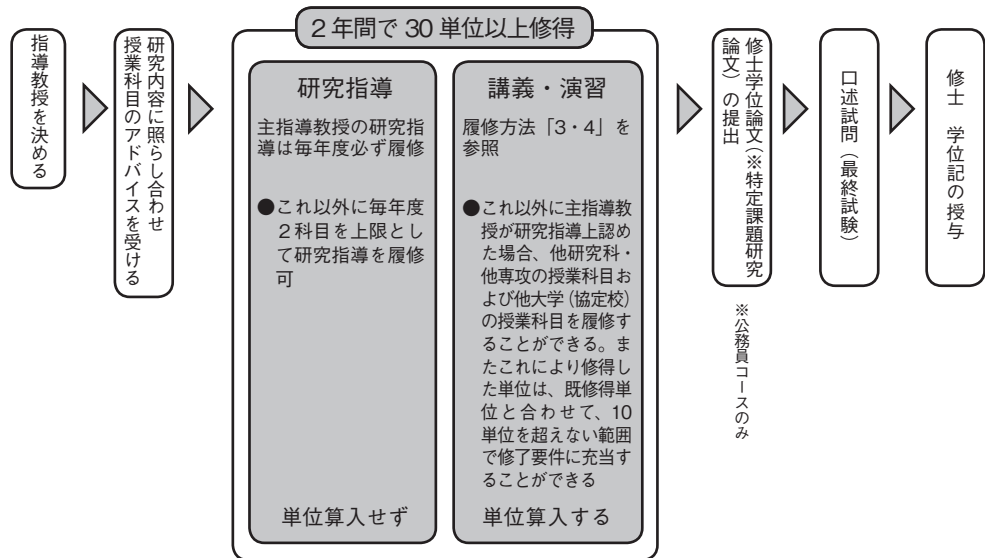 指導教授を決める
研究内容に照らし合わせ
授業科目のアドバイスを受ける
２年間で 30 単位以上修得
研究指導
主指導教授の研究指
導は毎年度必ず履修
●これ以外に毎年度
２科目を上限とし
て研究指導を履修
可
単位算入せず
講義・演習
履修方法「3・4」を
参照
●これ以外に主指導教
授が研究指導上認め
た場合、他研究科・
他専攻の授業科目お
よび他大学（協定校）
の授業科目を履修す
ることができる。ま
たこれにより修得し
た単位は、既修得単
位と合わせて、10
単位を超えない範囲
で修了要件に充当す
ることができる
単位算入する
修士学位論文（※特定課題研究
論文）の提出
※公務員コースのみ
口述試問（最終試験）
修士　学位記の授与